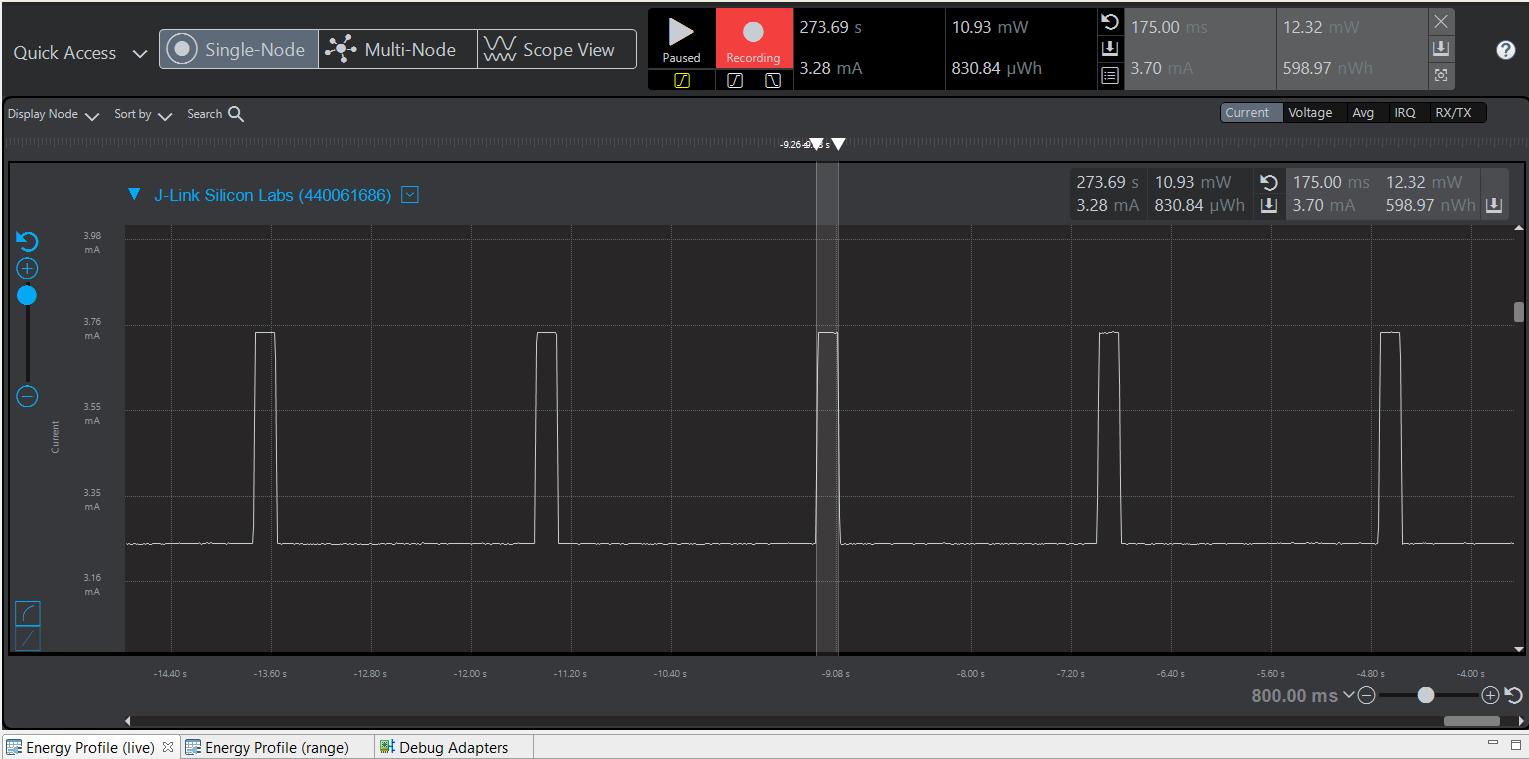 Quick Access
Single-Node
Multi-Node
Scope View
Paused
Recording
273.69 s
10.93 mW
3.28 mA
830.84 µWh
175.00 ms
12.32 mW
3.70 mA
598.97 nWh
?
Display Node
Sort by
Search
Current
Voltage
Avg
IRQ
RX/TX
-9.26
J-Link Silicon Labs (440061686)
273.69 s 10.93 mW
3.28 mA 830.84 µWh
175.00 ms 12.32 mW
3.70 mA 598.97 nWh
3.98
mA
3.76
mA
3.55
mA
3.35
mA
3.16
mA
Current
-14.40 s
-13.60 s
-12.80 s
-12.00 s
-11.20 s
-10.40 s
-9.08 s
-8.00 s
-7.20 s
-6.40 s
-5.60 s
-4.80 s
-4.00 s
800.00 ms
Energy Profile (live)
Energy Profile (range)
Debug Adapters